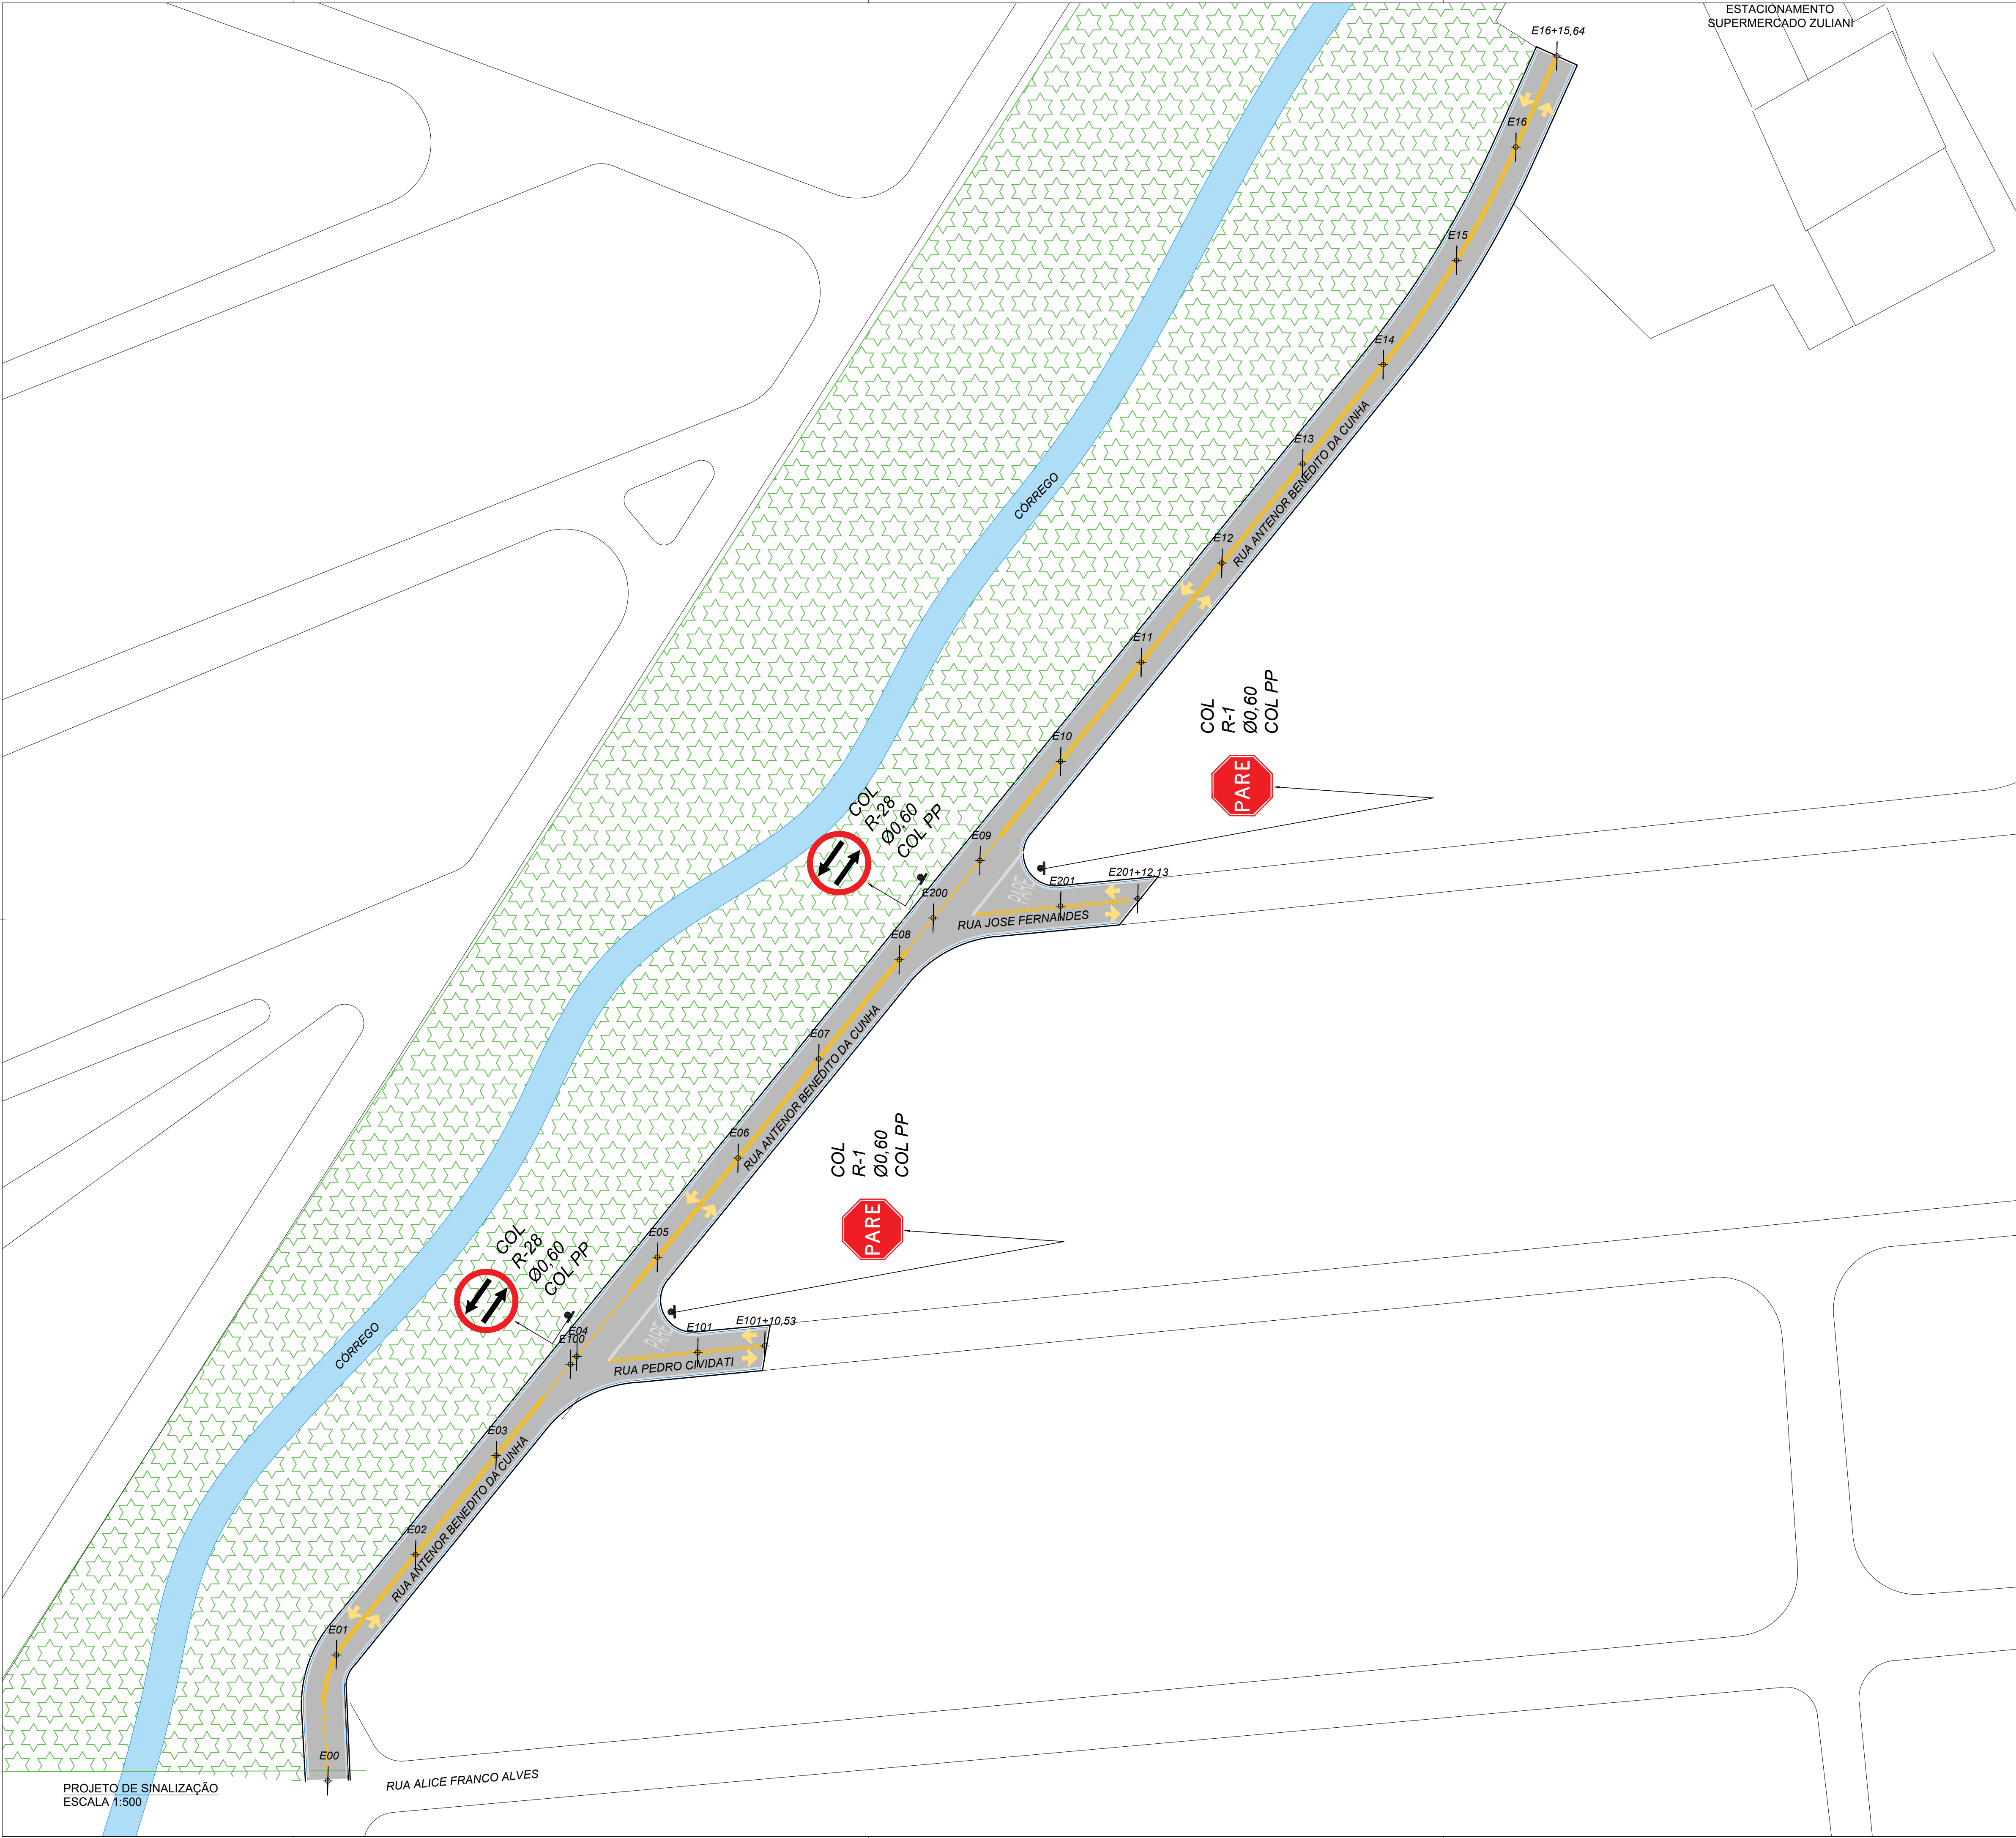 ESTACIONAMENTO
SUPERMERCADO ZULIANI
E16+15,64
E16
E15
E14
E13
RUA ANTENOR BENEDITO DA CUNHA
CÓRREGO
E12
E11
COL
R-1
Ø0,60
COL PP
PARE
E10
COL
R-28
Ø0,60
COL PP
E09
PARE
E201
E201+12,13
E200
RUA JOSE FERNANDES
E08
E07
RUA ANTENOR BENEDITO DA CUNHA
E06
COL
R-1
Ø0,60
COL PP
PARE
E05
COL
R-28
Ø0,60
COL PP
CÓRREGO
E04
E100
PARE
E101
E101+10,53
RUA PEDRO CIVIDATI
E03
RUA ANTENOR BENEDITO DA CUNHA
E02
E01
E00
RUA ALICE FRANCO ALVES
PROJETO DE SINALIZAÇÃO
ESCALA 1:500